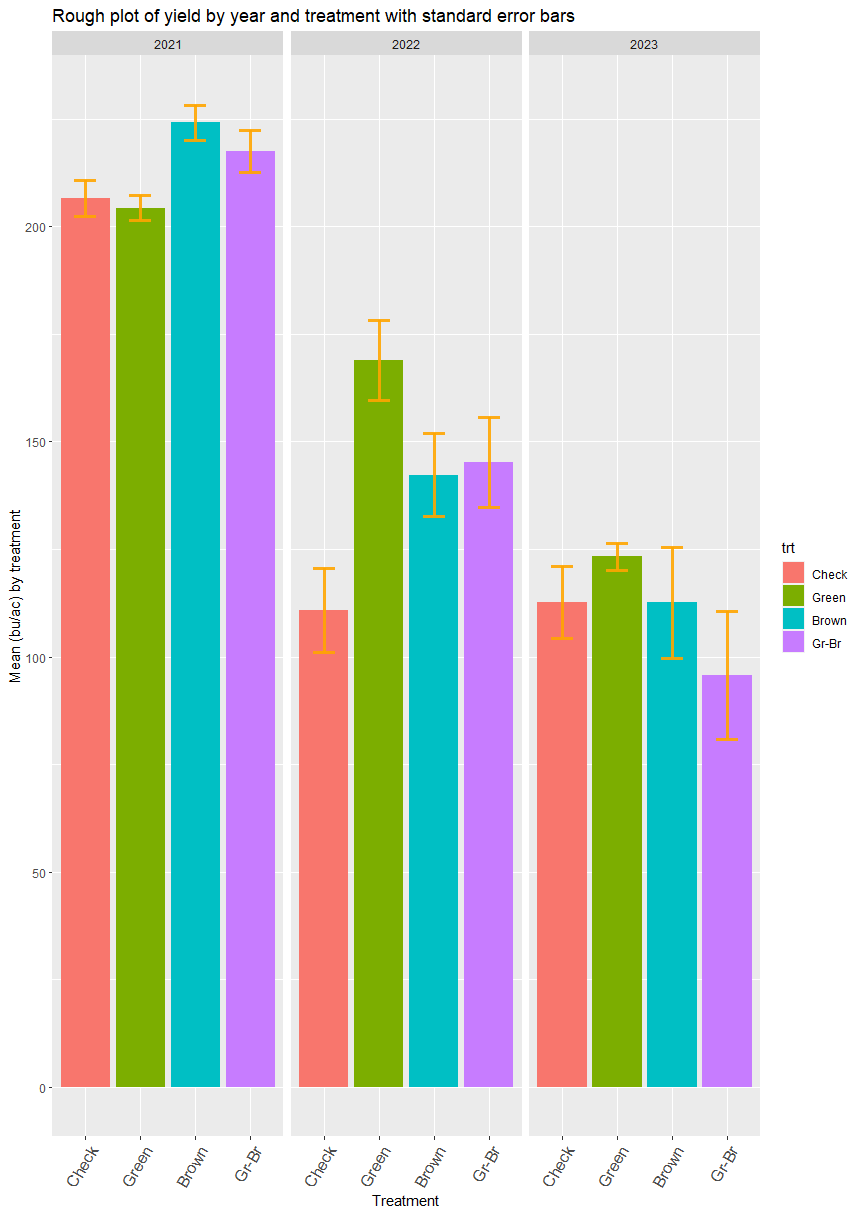 Rough plot of yield by year and treatment with standard error bars
2021
2022
2023
Mean (bu/ac) by treatment
200
150
100
50
0
Check
Green
Brown
Gr-Br
Check
Green
Brown
Gr-Br
Check
Green
Brown
Gr-Br
Treatment
trt
Check
Green
Brown
Gr-Br